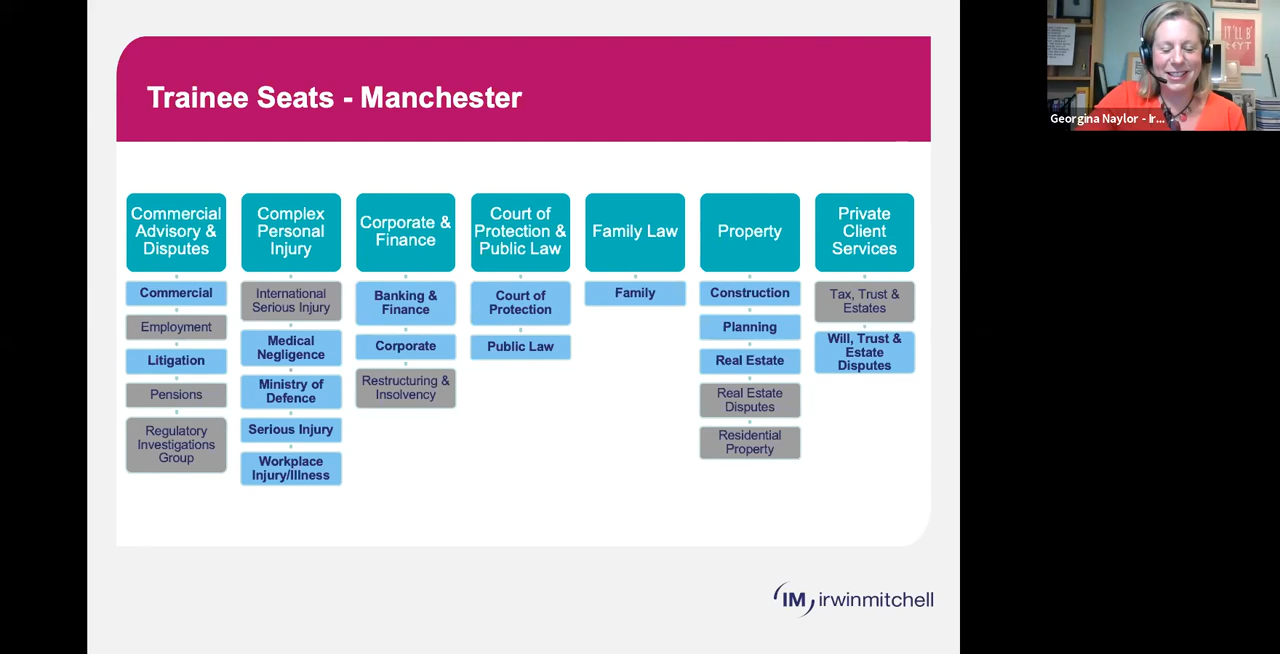 Trainee Seats - Manchester
Commercial
Advisory &
Disputes
Commercial
Employment
Litigation
Pensions
Regulatory
Investigations
Group
Complex
Personal
Injury
International
Serious Injury
Medical
Negligence
Ministry of
Defence
Serious Injury
Workplace
Injury/Illness
Corporate &
Finance
Banking &
Finance
Corporate
Restructuring &
Insolvency
Court of
Protection &
Public Law
Court of
Protection
Public Law
Family Law
Family
Property
Construction
Planning
Real Estate
Real Estate
Disputes
Residential
Property
Private
Client
Services
Tax, Trust &
Estates
Will, Trust &
Estate
Disputes
IM irwinmitchell
IT'LL B'
REYT
Georgina Naylor - Ir...